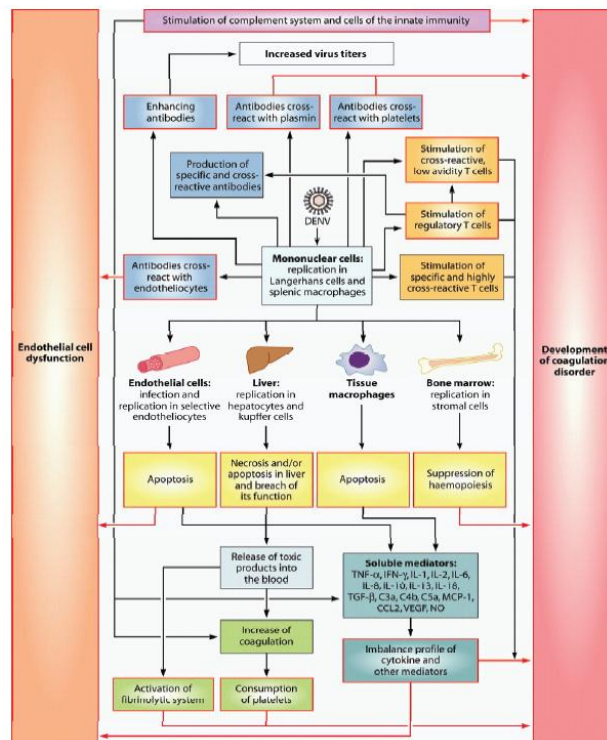 Stimulation of complement system and cells of the innate immunity
Increased virus titers
Enhancing
antibodies
Antibodies cross-
react with plasmin
Antibodies cross-
react with platelets
Production of
specific and cross-
reactive antibodies
DENV
Stimulation of
cross-reactive,
low avidity T cells
Stimulation of
regulatory T cells
Antibodies cross-
react with
endotheliocytes
Mononuclear cells:
replication in
Langerhans cells and
splenic macrophages
Stimulation of
specific and highly
cross-reactive T cells
Endothelial cell
dysfunction
Development
of coagulation
disorder
Endothelial cells:
infection and
replication in selective
endotheliocytes
Liver:
replication in
hepatocytes and
kupffer cells
Tissue
macrophages
Bone marrow:
replication in
stromal cells
Apoptosis
Necrosis and/or
apoptosis in liver
and breach of
its function
Apoptosis
Suppression of
haemopoiesis
Release of toxic
products into
the blood
Soluble mediators:
TNF-α, IFN-γ, IL-1, IL-2, IL-6,
IL-8, IL-10, IL-13, IL-18,
TGF-β, C3a, C4b, C5a, MCP-1,
CCL2, VEGF, NO
Increase of
coagulation
Imbalance profile of
cytokine and
other mediators
Activation of
fibrinolytic system
Consumption
of platelets